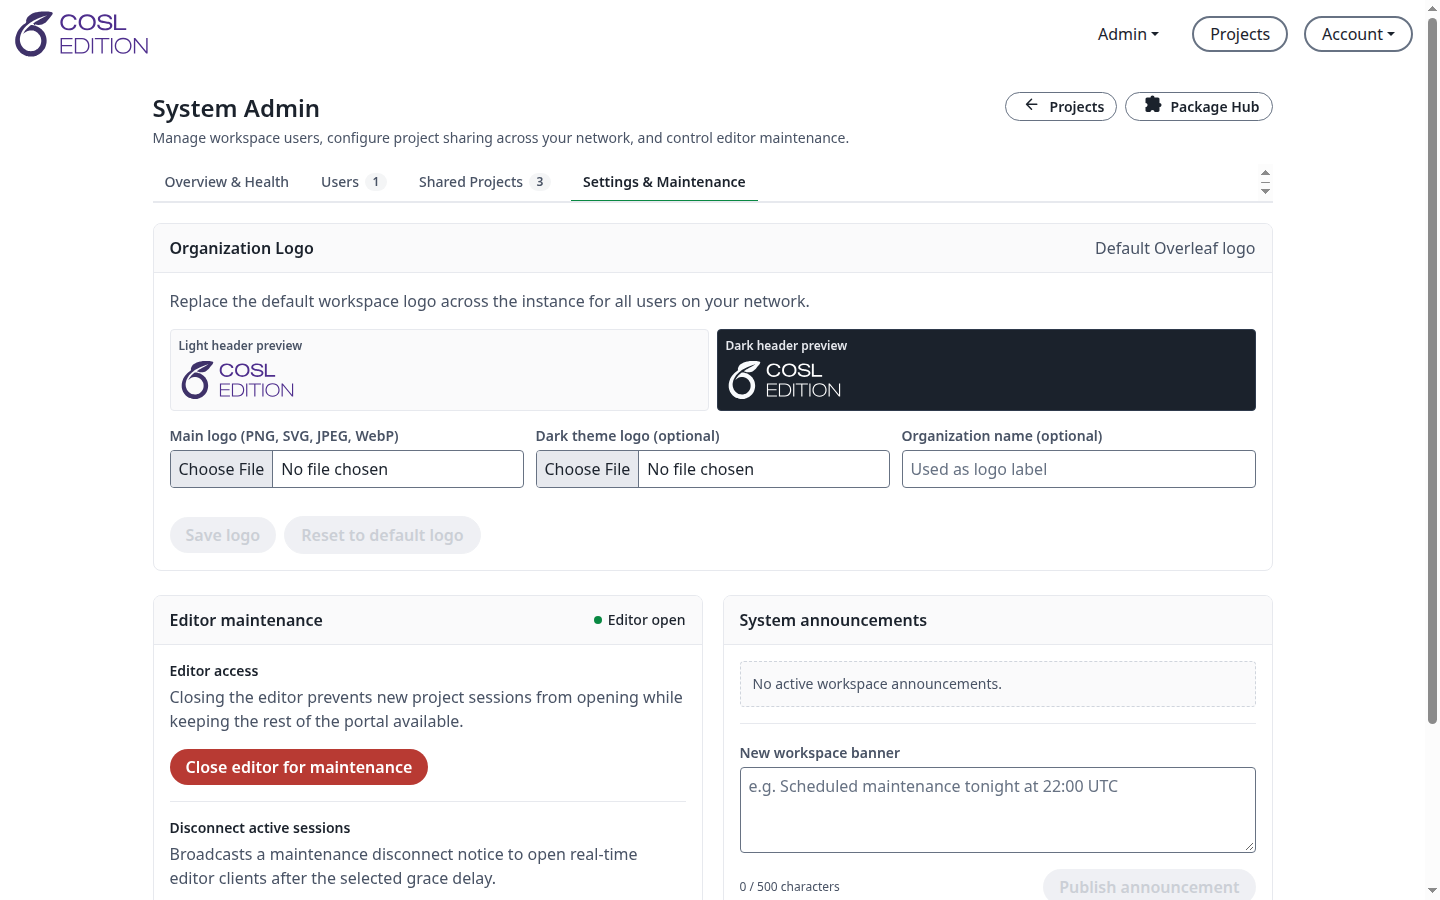 COSL
EDITION
Admin
Projects
Account
System Admin
Projects
Package Hub
Manage workspace users, configure project sharing across your network, and control editor maintenance.
Overview & Health
Users 1
Shared Projects 3
Settings & Maintenance
Organization Logo
Default Overleaf logo
Replace the default workspace logo across the instance for all users on your network.
Light header preview
COSL
EDITION
Dark header preview
COSL
EDITION
Main logo (PNG, SVG, JPEG, WebP)
Choose File No file chosen
Dark theme logo (optional)
Choose File No file chosen
Organization name (optional)
Used as logo label
Save logo
Reset to default logo
Editor maintenance
Editor open
Editor access
Closing the editor prevents new project sessions from opening while
keeping the rest of the portal available.
Close editor for maintenance
Disconnect active sessions
Broadcasts a maintenance disconnect notice to open real-time
editor clients after the selected grace delay.
System announcements
No active workspace announcements.
New workspace banner
e.g. Scheduled maintenance tonight at 22:00 UTC
0 / 500 characters
Publish announcement